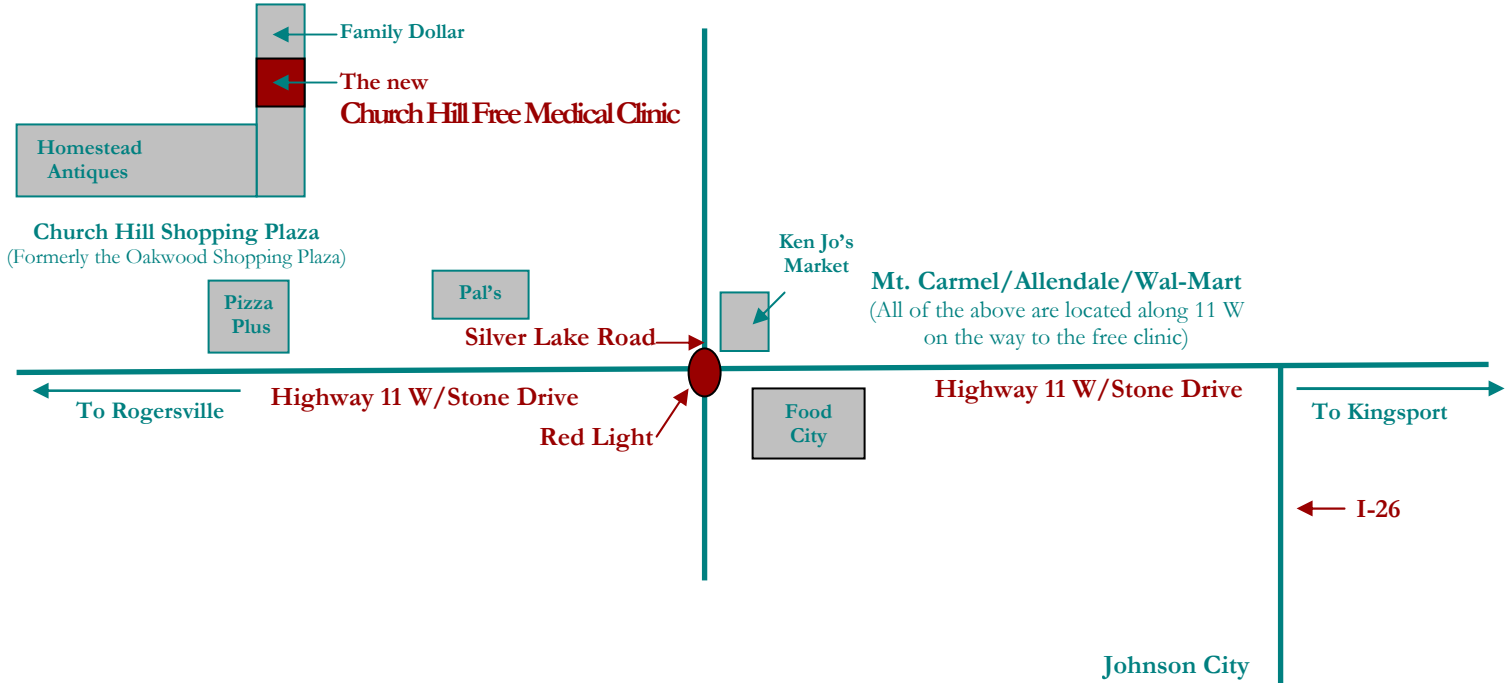 Family Dollar
The new
Church Hill Free Medical Clinic
Homestead
Antiques
Church Hill Shopping Plaza
(Formerly the Oakwood Shopping Plaza)
Pizza
Plus
Pal's
Ken Jo's
Market
Mt. Carmel/Allendale/Wal-Mart
(All of the above are located along 11 W
on the way to the free clinic)
Silver Lake Road
To Rogersville
Highway 11 W/Stone Drive
Red Light
Food
City
Highway 11 W/Stone Drive
To Kingsport
I-26
Johnson City